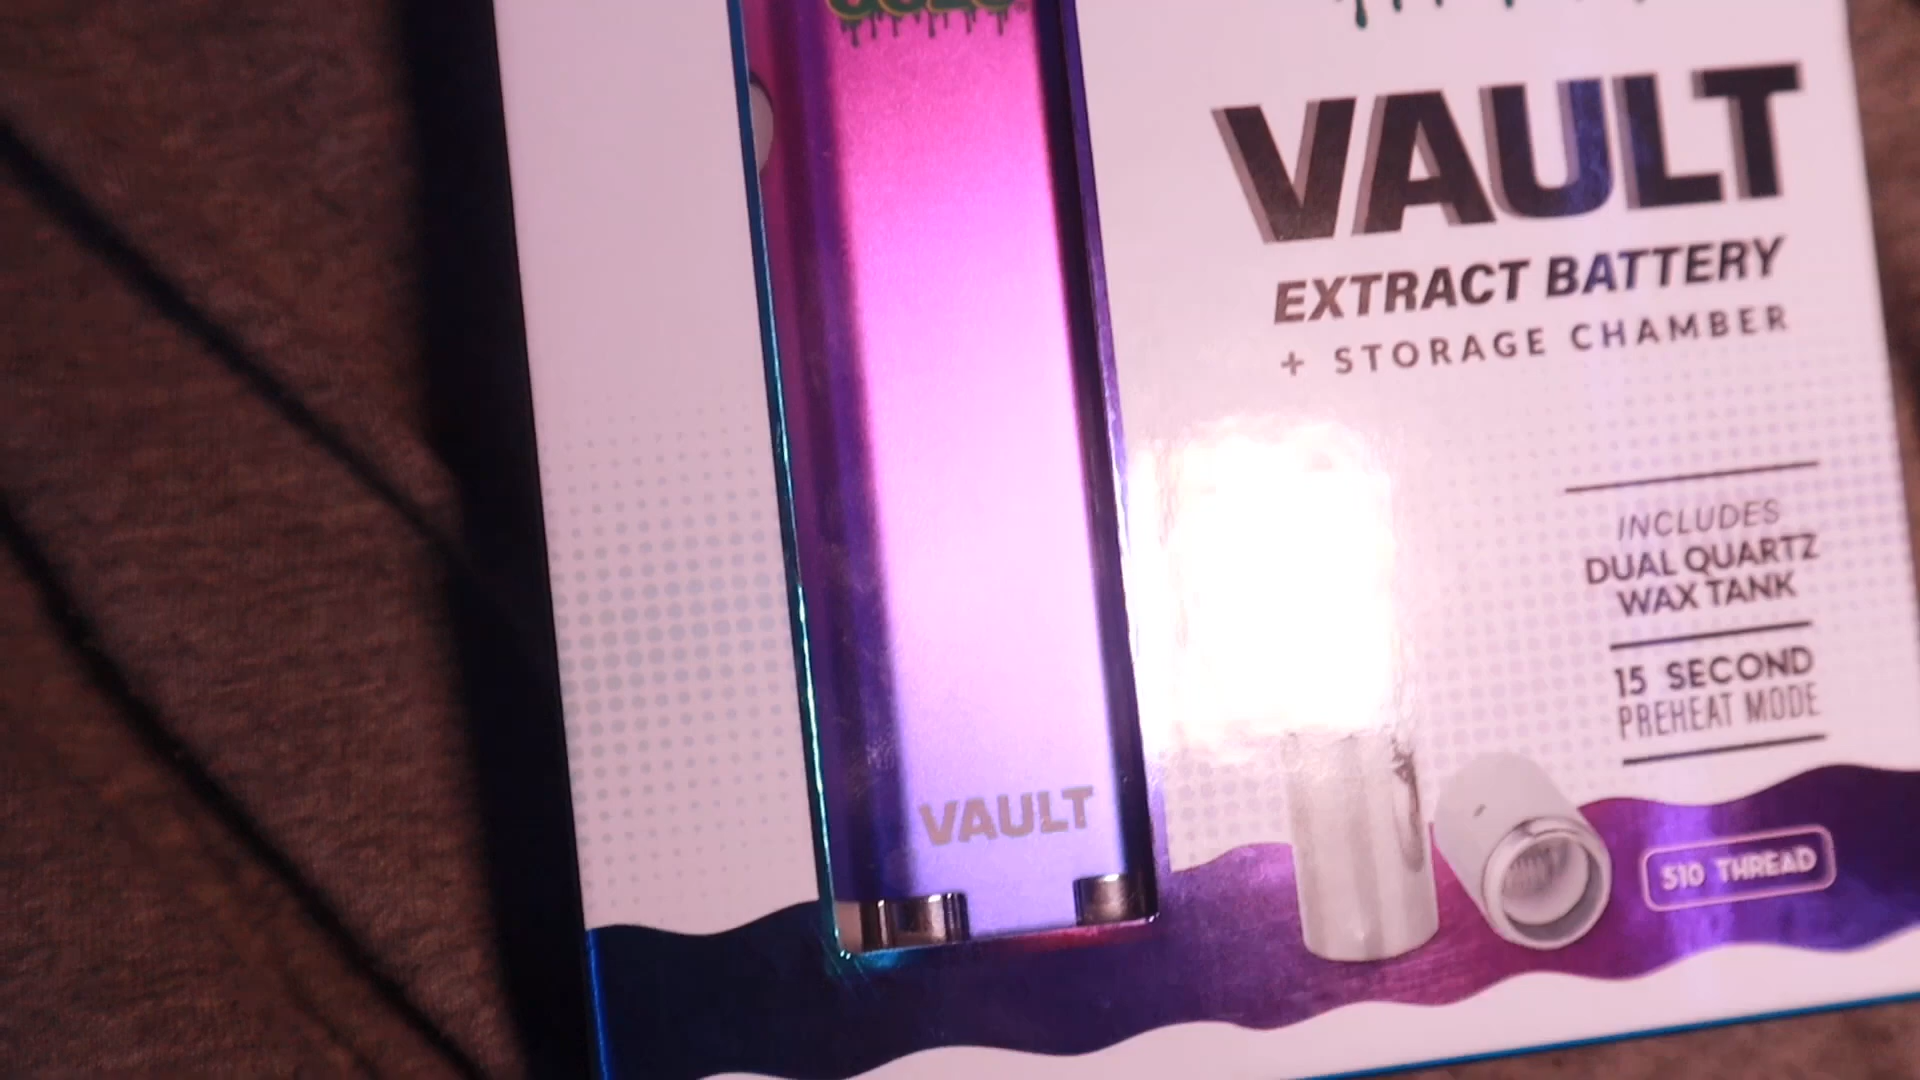 VAULT
EXTRACT BATTERY
+ STORAGE CHAMBER
INCLUDES
DUAL QUARTZ
WAX TANK
15 SECOND
PREHEAT MODE
510 THREAD
VAULT